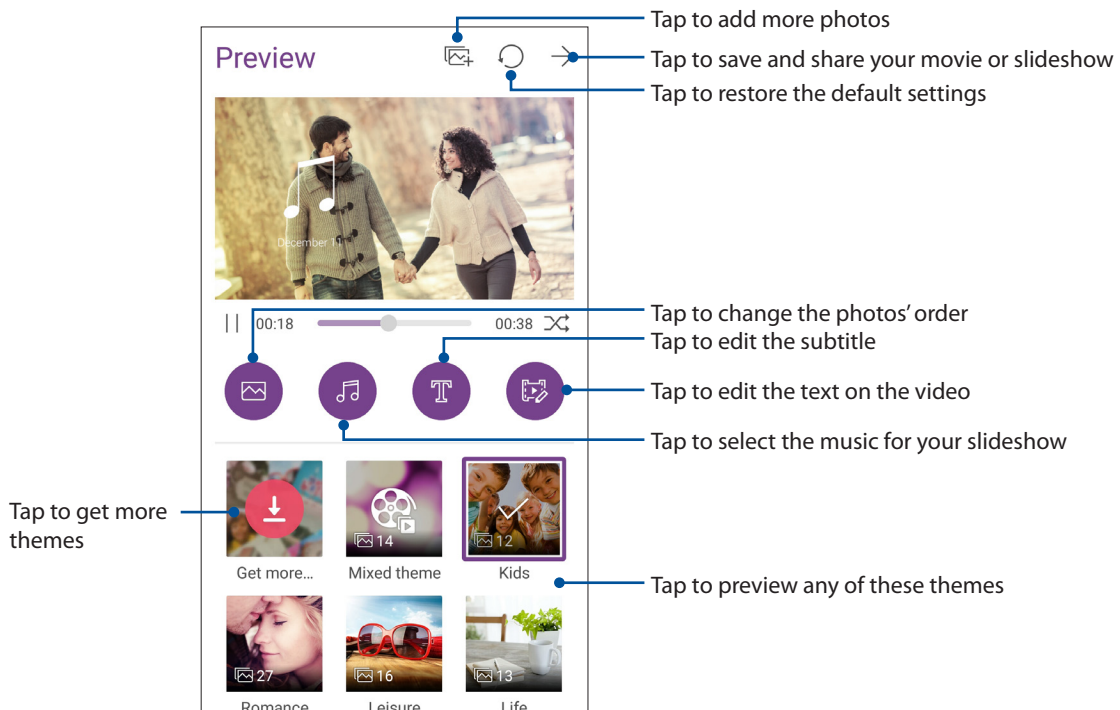 Tap to add more photos
Preview
Tap to save and share your movie or slideshow
Tap to restore the default settings
December 11
Tap to change the photos’ order
00:18
00:38
Tap to edit the subtitle
T
Tap to edit the text on the video
Tap to select the music for your slideshow
Tap to get more
themes
14
12
Get more...
Mixed theme
Kids
Tap to preview any of these themes
27
16
13
Romance
Leisure
Life